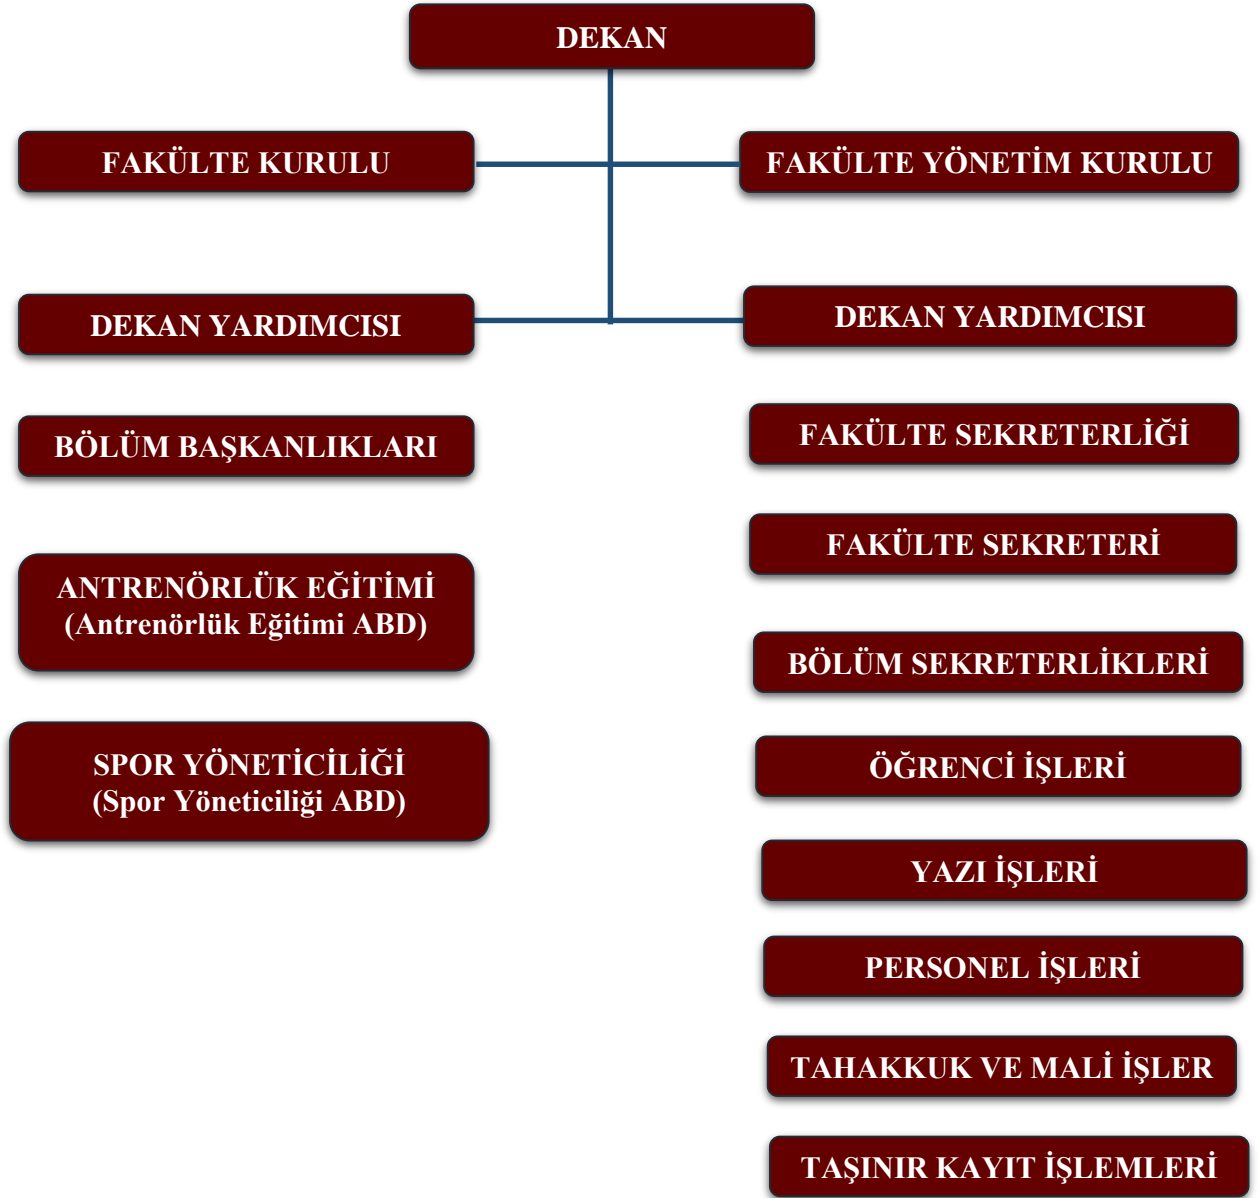 DEKAN
FAKÜLTE KURULU
FAKÜLTE YÖNETİM KURULU
DEKAN YARDIMCISI
DEKAN YARDIMCISI
BÖLÜM BAŞKANLIKLARI
FAKÜLTE SEKRETERLİĞİ
FAKÜLTE SEKRETERİ
ANTRENÖRLÜK EĞİTİMİ
(Antrenörlük Eğitimi ABD)
BÖLÜM SEKRETERLİKLERİ
SPOR YÖNETİCİLİĞİ
(Spor Yöneticiliği ABD)
ÖĞRENCİ İŞLERİ
YAZI İŞLERİ
PERSONEL İŞLERİ
TAHAKKUK VE MALİ İŞLER
TAŞINIR KAYIT İŞLEMLERİ